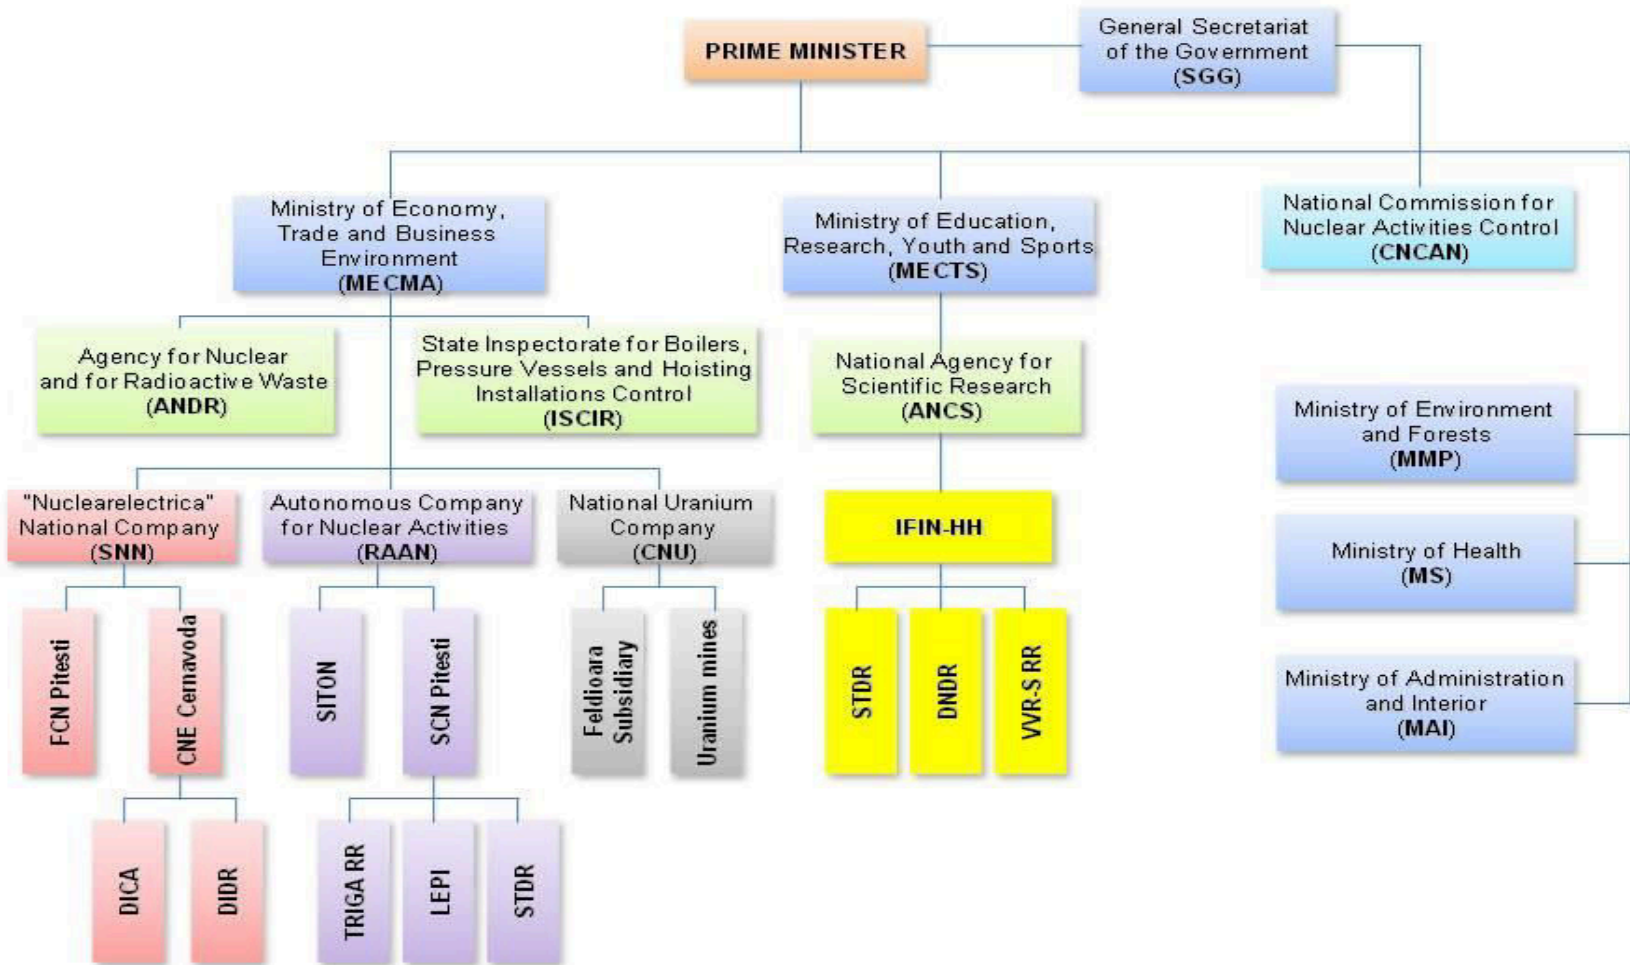 PRIME MINISTER
General Secretariat
of the Government
(SGG)
Ministry of Economy,
Trade and Business
Environment
(MECMA)
Ministry of Education,
Research, Youth and Sports
(MECTS)
National Commission for
Nuclear Activities Control
(CNCAN)
Agency for Nuclear
and for Radioactive Waste
(ANDR)
State Inspectorate for Boilers,
Pressure Vessels and Hoisting
Installations Control
(ISCIR)
National Agency for
Scientific Research
(ANCS)
Ministry of Environment
and Forests
(MMP)
"Nuclearelectrica"
National Company
(SNN)
Autonomous Company
for Nuclear Activities
(RAAN)
National Uranium
Company
(CNU)
IFIN-HH
Ministry of Health
(MS)
FCN Pitesti
CNE Cernavoda
SITON
SCN Pitesti
Feldioara
Subsidiary
Uranium mines
STDR
DNDR
VVR-S RR
Ministry of Administration
and Interior
(MAI)
DICA
DIDR
TRIGA RR
LEPI
STDR